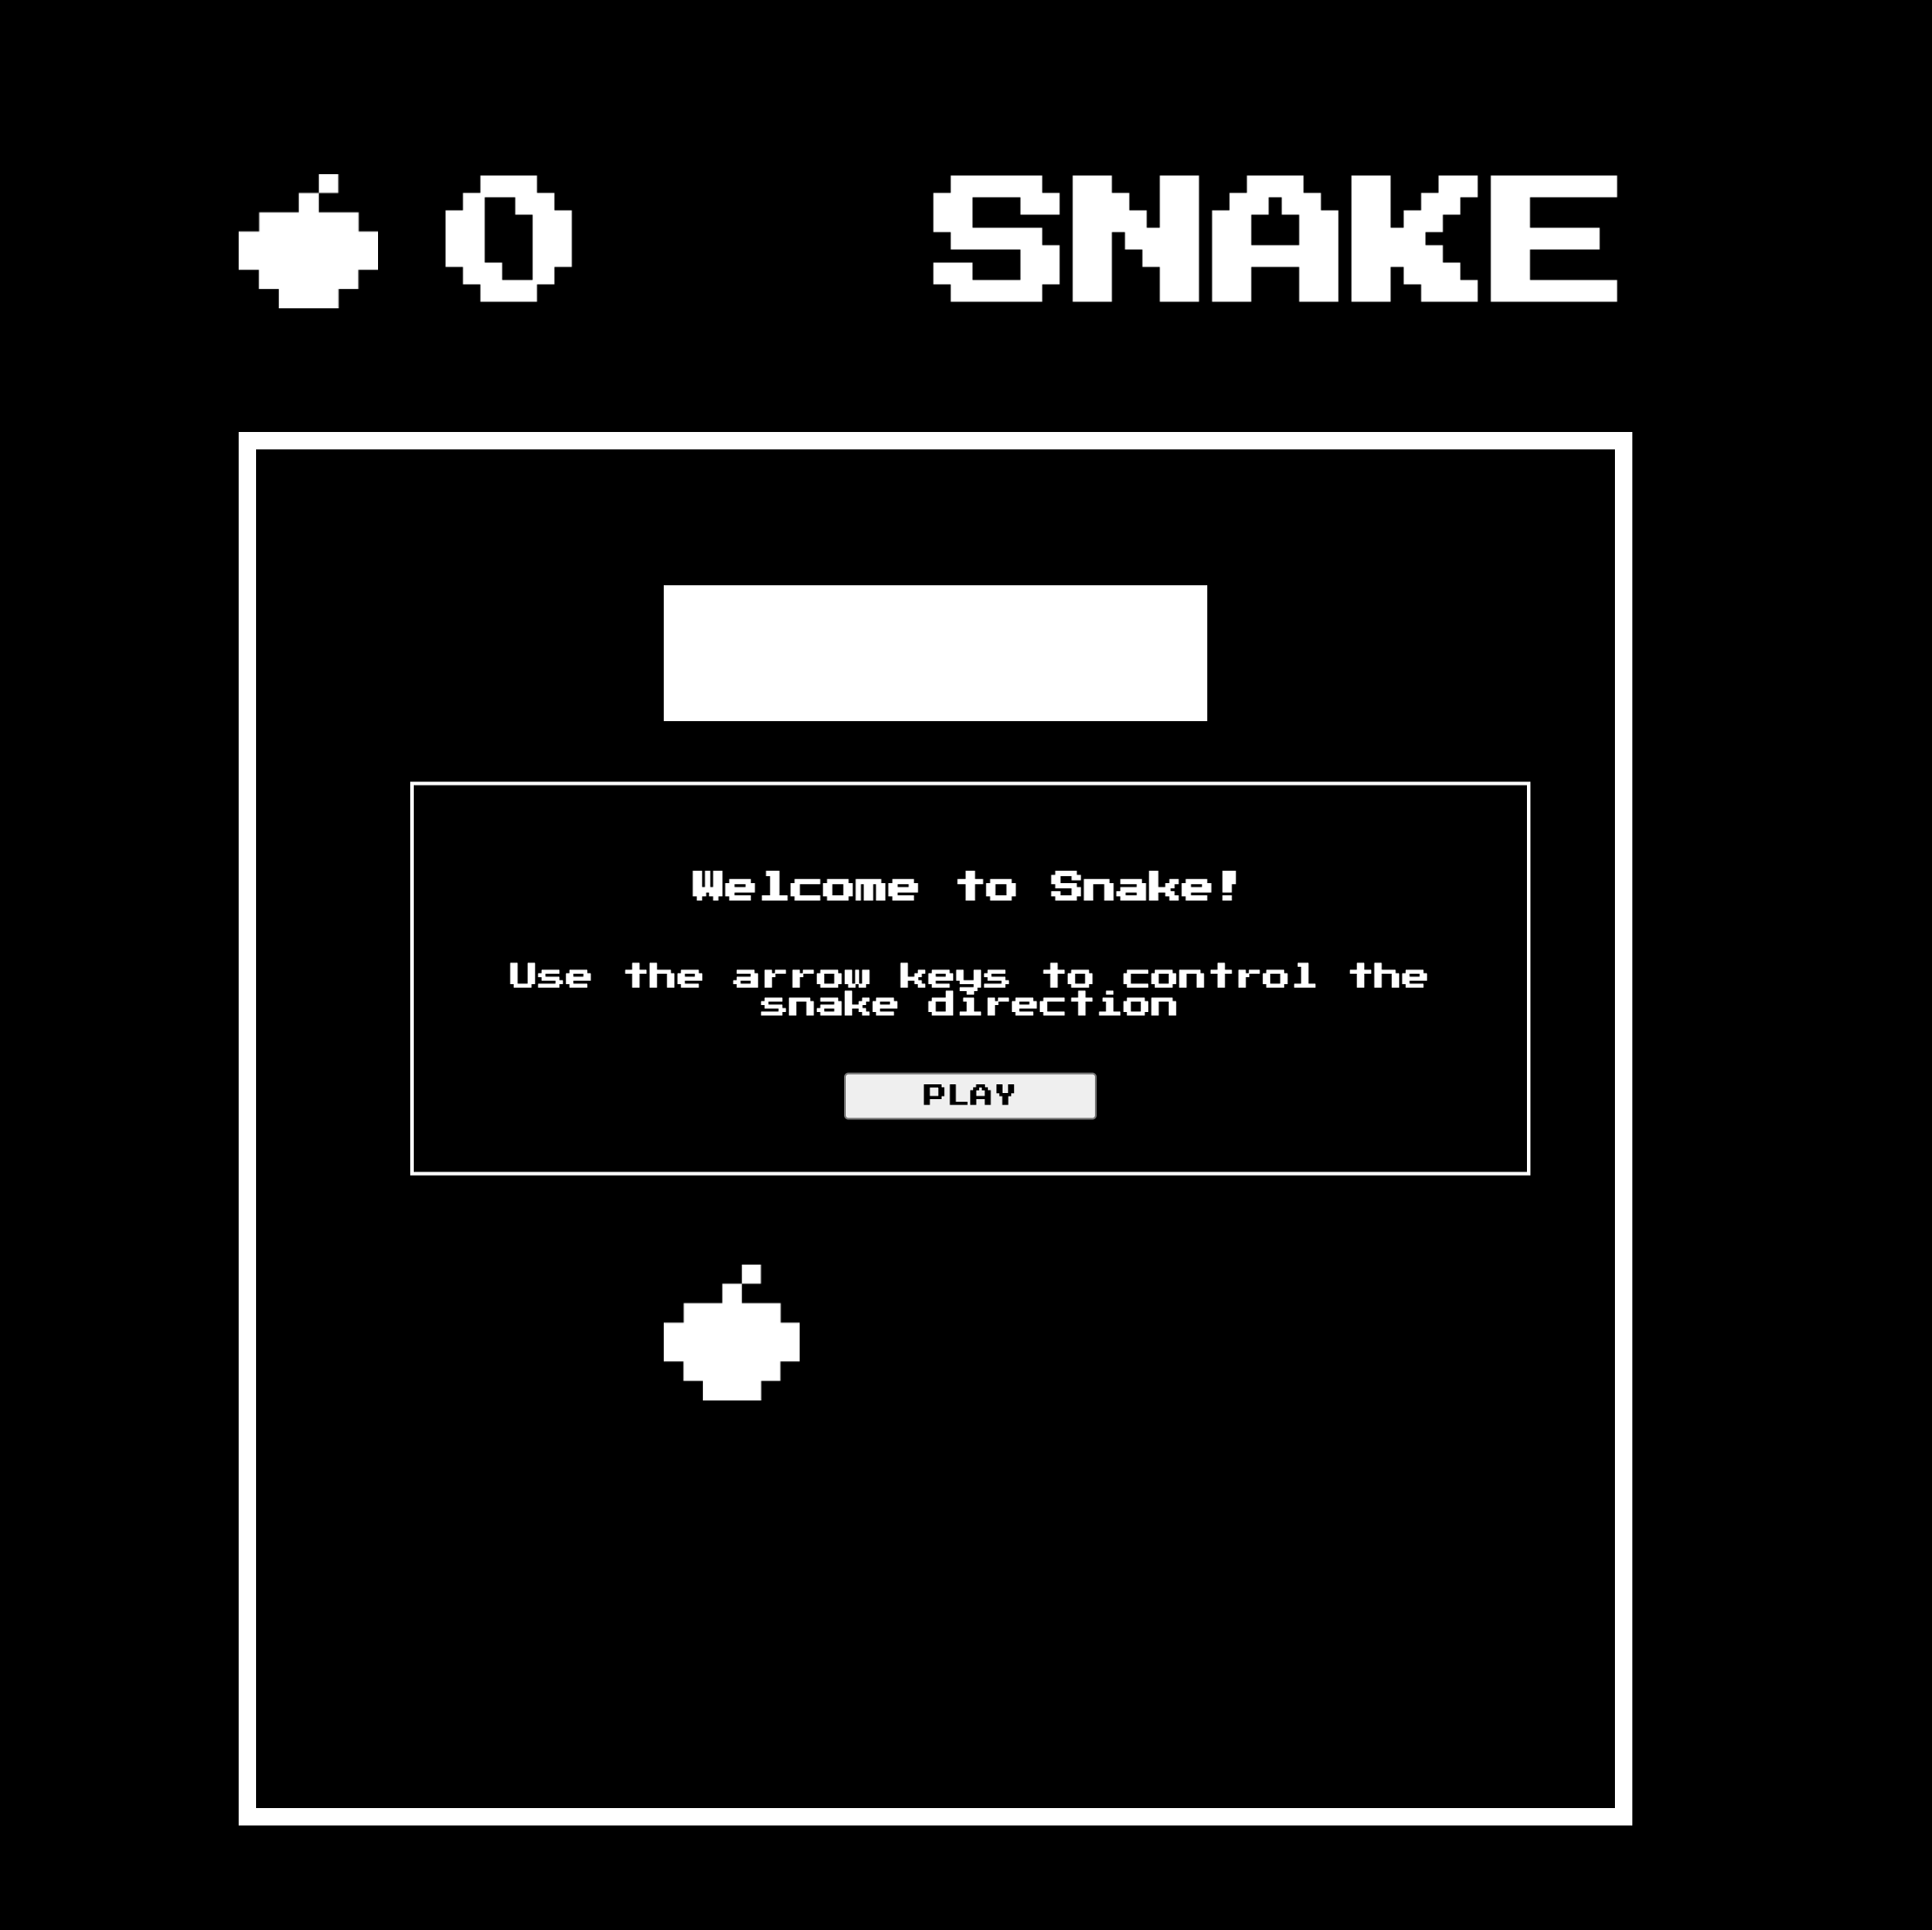 0 SNAKE
Welcome to Snake!
Use the arrow keys to control the
snake direction
PLAY